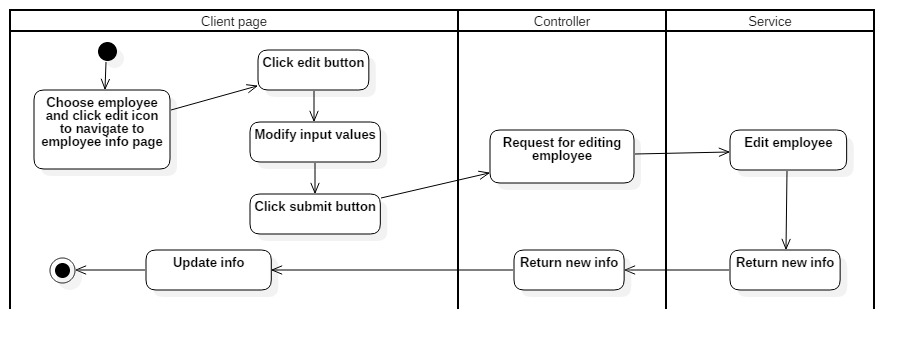 Client page
Controller
Service
Choose employee
and click edit icon
to navigate to
employee info page
Click edit button
Modify input values
Click submit button
Request for editing
employee
Edit employee
Return new info
Return new info
Update info